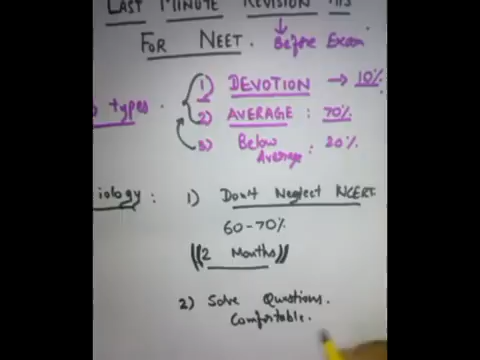 LAST MINUTE REVISION
FOR NEET. Before Exam
types. 1) DEVOTION → 10%
2) AVERAGE : 70%
3) Below Average : 20%
iology : 1) Don't Neglect NCERT
60-70%
((2 Months))
2) Solve Questions.
Comfortable.